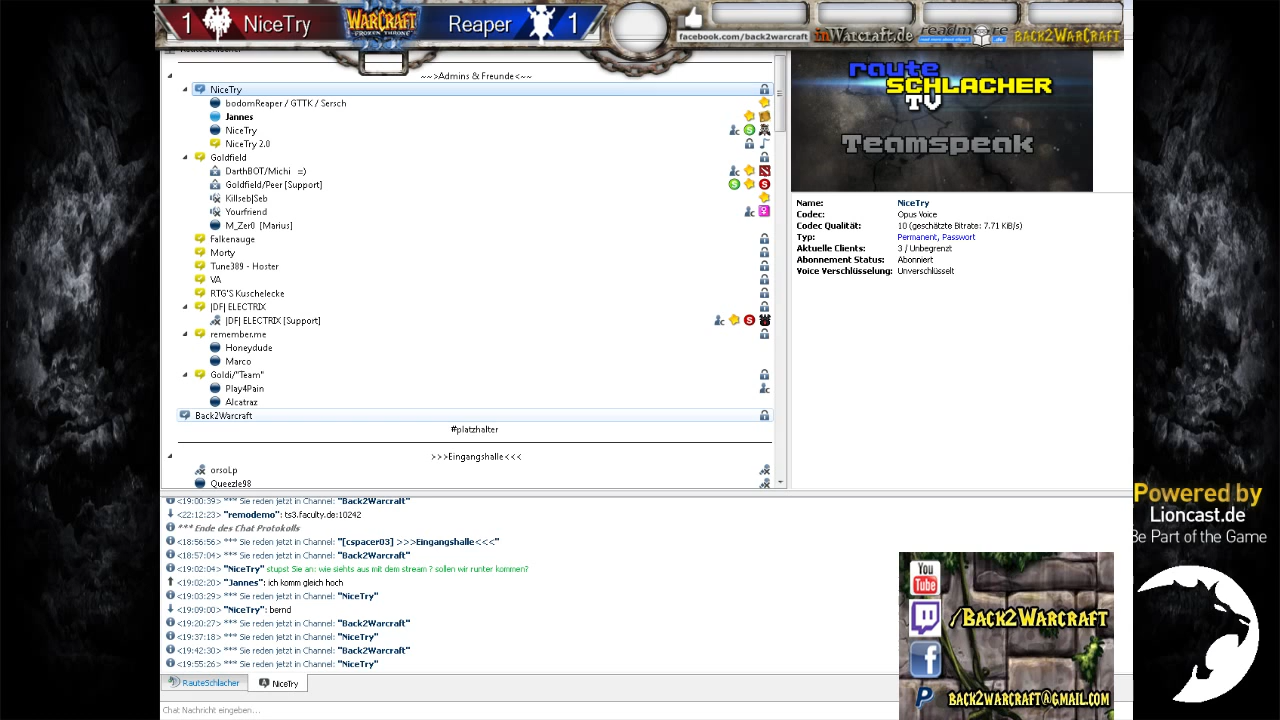 1 NiceTry WARCRAFT FROZEN THRONE Reaper 1
facebook.com/back2warcraft inWarcraft.de readmore BACK2WARCRAFT
~~>Admins & Freunde<~~
NiceTry
bodomReaper / GTTK / Sersch
Jannes
NiceTry
NiceTry 2.0
Goldfield
DarthBOT/Michi =)
Goldfield/Peer [Support]
Killseb|Seb
Yourfriend
M_Zer0 [Marius]
Falkenauge
Morty
Tune389 - Hoster
VA
RTG'S Kuschelecke
|DF| ELECTRIX
|DF| ELECTRIX [Support]
remember.me
Honeydude
Marco
Goldi/"Team"
Play4Pain
Alcatraz
Back2Warcraft
#platzhalter
>>>Eingangshalle<<<
orsoLp
Queezle98
raute
SCHLACHER
TV
Teamspeak
Name: NiceTry
Codec: Opus Voice
Codec Qualität: 10 (geschätzte Bitrate: 7.71 KiB/s)
Typ: Permanent, Passwort
Aktuelle Clients: 3 / Unbegrenzt
Abonnement Status: Abonniert
Voice Verschlüsselung: Unverschlüsselt
<19:00:39> *** Sie reden jetzt in Channel: "Back2Warcraft"
<22:12:23> "remodemo": ts3.faculty.de:10242
*** Ende des Chat Protokolls
<18:56:56> *** Sie reden jetzt in Channel: "[cspacer03] >>>Eingangshalle<<<"
<18:57:04> *** Sie reden jetzt in Channel: "Back2Warcraft"
<19:02:04> "NiceTry" stupst Sie an: wie siehts aus mit dem stream ? sollen wir runter kommen?
<19:02:20> "Jannes": ich komm gleich hoch
<19:03:29> *** Sie reden jetzt in Channel: "NiceTry"
<19:09:00> "NiceTry": bernd
<19:20:27> *** Sie reden jetzt in Channel: "Back2Warcraft"
<19:37:18> *** Sie reden jetzt in Channel: "NiceTry"
<19:42:30> *** Sie reden jetzt in Channel: "Back2Warcraft"
<19:55:26> *** Sie reden jetzt in Channel: "NiceTry"
RauteSchlacher NiceTry
Chat Nachricht eingeben...
Powered by
Lioncast.de
Be Part of the Game
You
Tube
/BACK2WARCRAFT
BACK2WARCRAFT@GMAIL.COM